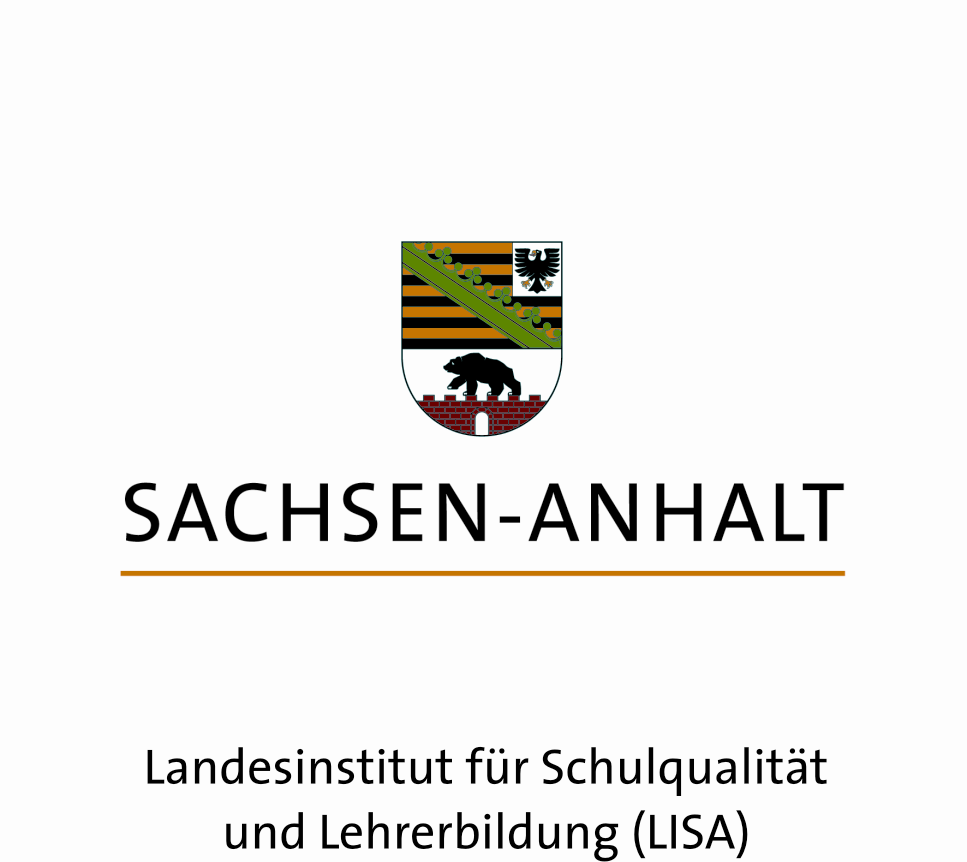 SACHSEN-ANHALT
Landesinstitut für Schulqualität
und Lehrerbildung (LISA)